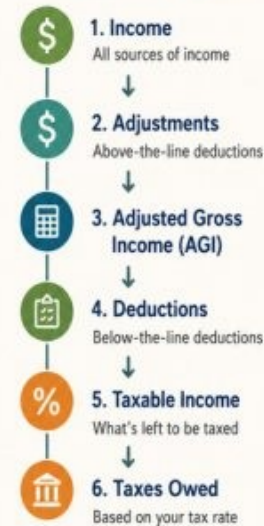 1. Income
All sources of income
2. Adjustments
Above-the-line deductions
3. Adjusted Gross
Income (AGI)
4. Deductions
Below-the-line deductions
5. Taxable Income
What's left to be taxed
6. Taxes Owed
Based on your tax rate